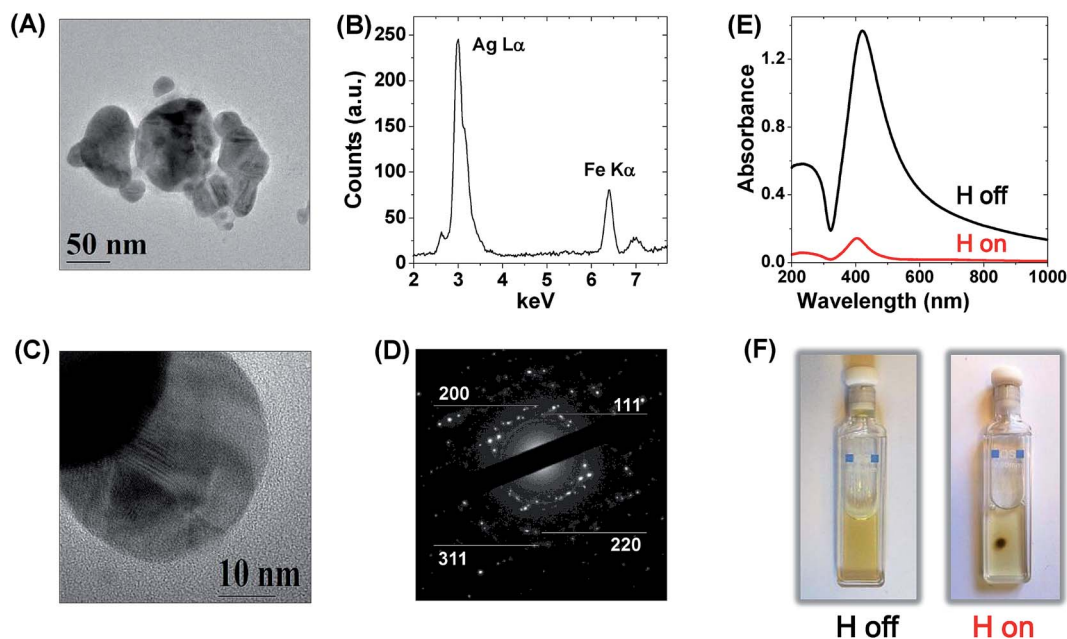 (A)
50 nm
(B)
Ag Lα
Fe Kα
Counts (a.u.)
250
200
150
100
50
0
2 3 4 5 6 7
keV
(E)
Absorbance
1.2
0.8
0.4
0.0
H off
H on
200 400 600 800 1000
Wavelength (nm)
(C)
10 nm
(D)
200
111
311
220
(F)
H off
H on